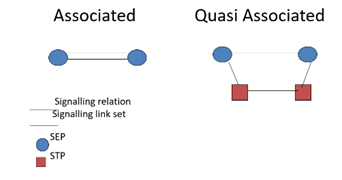 Associated
Quasi Associated
Signalling relation
Signalling link set
SEP
STP